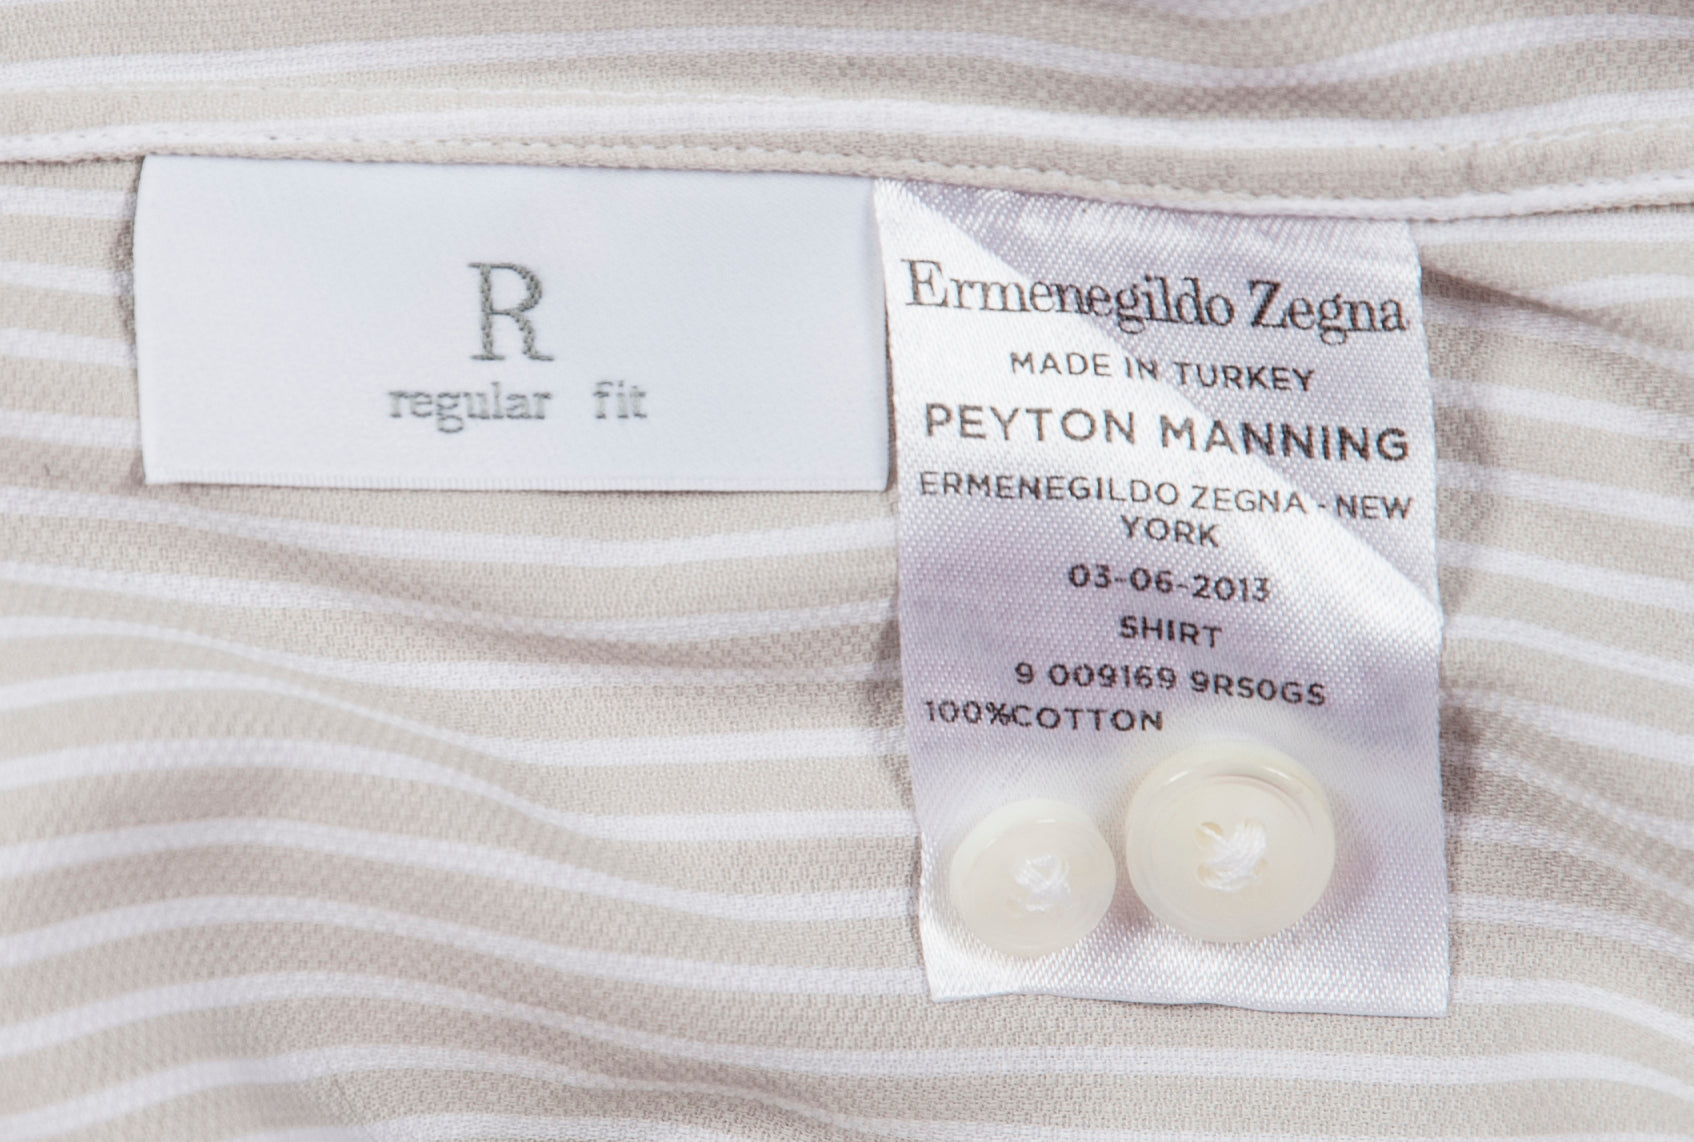 R
regular fit
Ermenegildo Zegna
MADE IN TURKEY
PEYTON MANNING
ERMENEGILDO ZEGNA - NEW
YORK
03-06-2013
SHIRT
9 009169 9RS0GS
100%COTTON